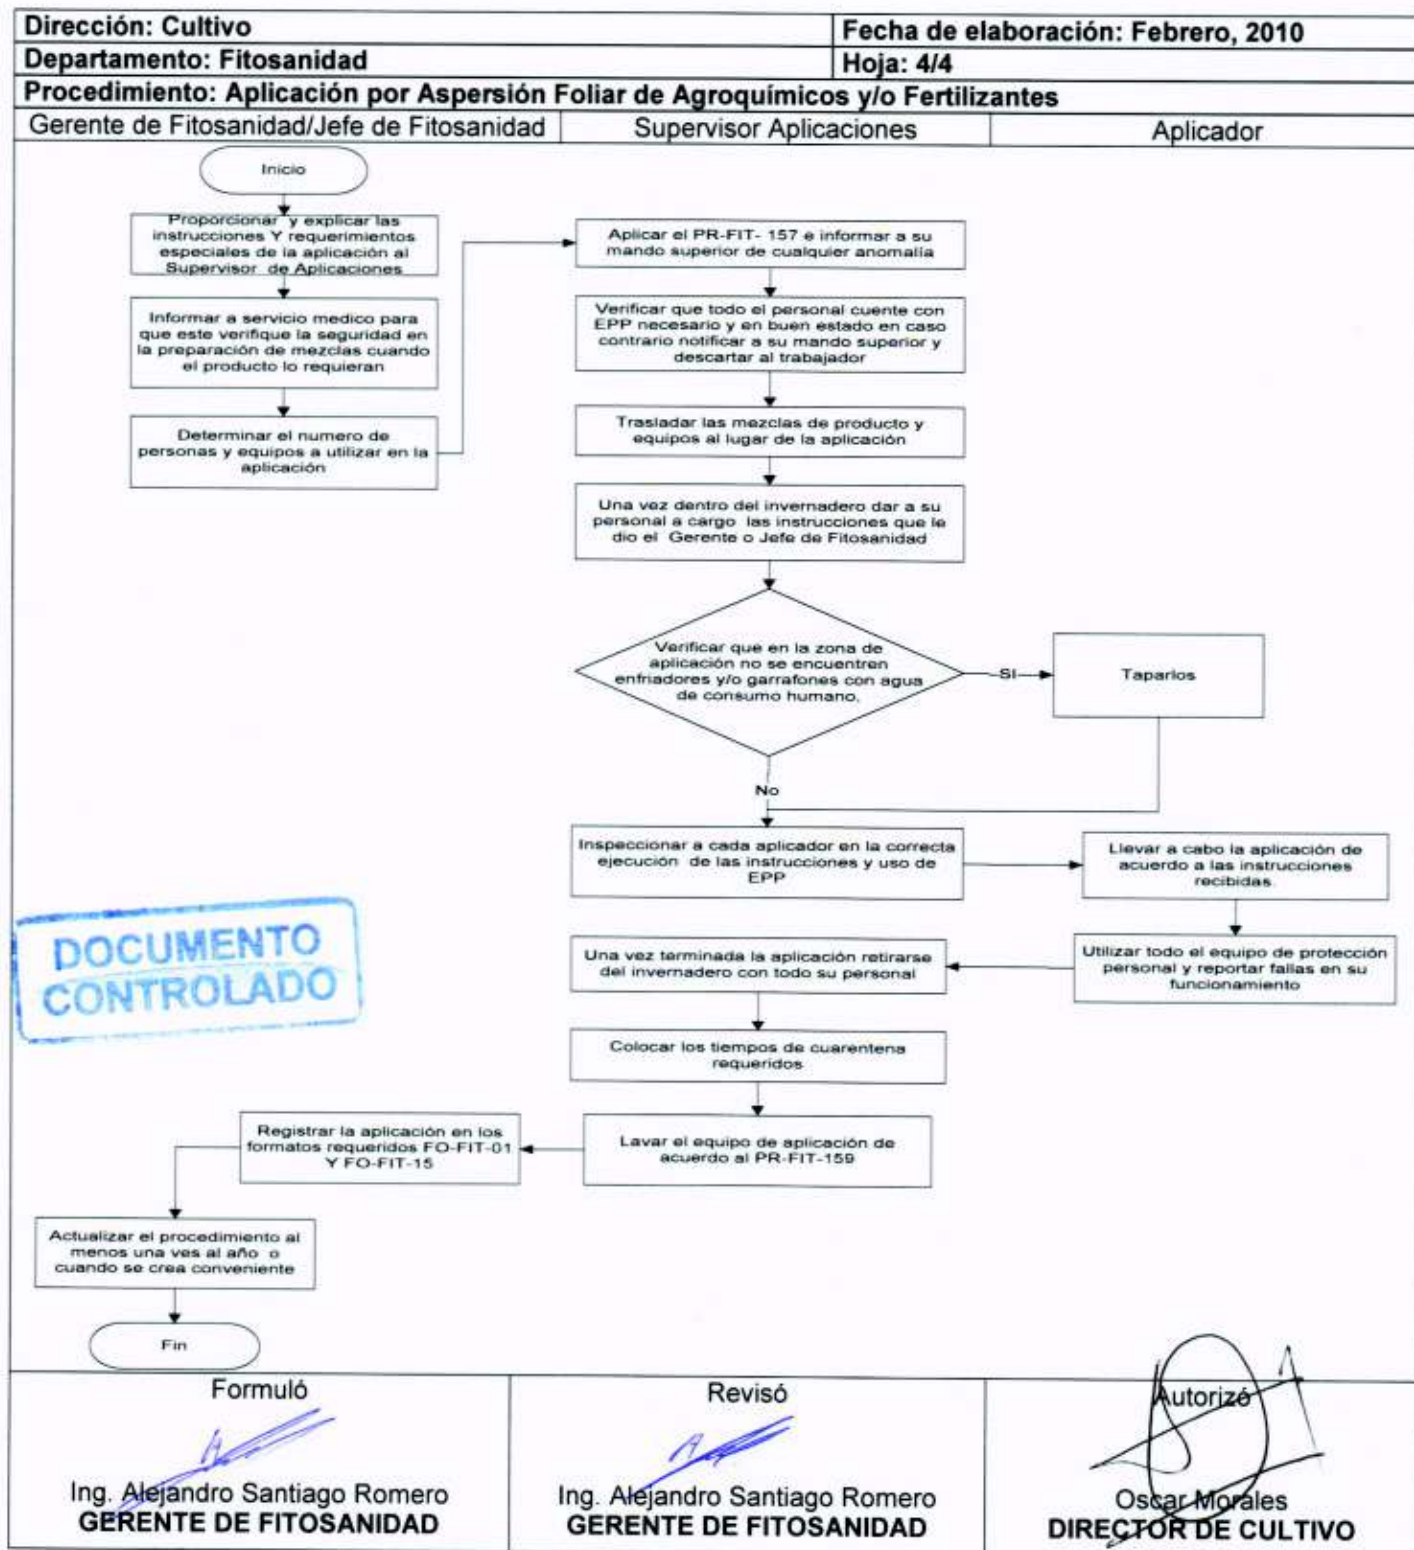 Dirección: Cultivo
Fecha de elaboración: Febrero, 2010
Departamento: Fitosanidad
Hoja: 4/4
Procedimiento: Aplicación por Aspersión Foliar de Agroquímicos y/o Fertilizantes
Gerente de Fitosanidad/Jefe de Fitosanidad
Supervisor Aplicaciones
Aplicador
Inicio
Proporcionar y explicar las
instrucciones Y requerimientos
especiales de la aplicación al
Supervisor de Aplicaciones
Informar a servicio medico para
que este verifique la seguridad en
la preparación de mezclas cuando
el producto lo requieran
Determinar el numero de
personas y equipos a utilizar en la
aplicación
Aplicar el PR-FIT- 157 e informar a su
mando superior de cualquier anomalía
Verificar que todo el personal cuente con
EPP necesario y en buen estado en caso
contrario notificar a su mando superior y
descartar al trabajador
Trasladar las mezclas de producto y
equipos al lugar de la aplicación
Una vez dentro del invernadero dar a su
personal a cargo las instrucciones que le
dio el Gerente o Jefe de Fitosanidad
Verificar que en la zona de
aplicación no se encuentren
enfriadores y/o garrafones con agua
de consumo humano.
SI
Taparlos
No
Inspeccionar a cada aplicador en la correcta
ejecución de las instrucciones y uso de
EPP
Llevar a cabo la aplicación de
acuerdo a las instrucciones
recibidas.
Utilizar todo el equipo de protección
personal y reportar fallas en su
funcionamiento
Una vez terminada la aplicación retirarse
del invernadero con todo su personal
Colocar los tiempos de cuarentena
requeridos
Lavar el equipo de aplicación de
acuerdo al PR-FIT-159
Registrar la aplicación en los
formatos requeridos FO-FIT-01
Y FO-FIT-15
Actualizar el procedimiento al
menos una ves al año o
cuando se crea conveniente
Fin
DOCUMENTO
CONTROLADO
Formuló
Ing. Alejandro Santiago Romero
GERENTE DE FITOSANIDAD
Revisó
Ing. Alejandro Santiago Romero
GERENTE DE FITOSANIDAD
Autorizó
Oscar Morales
DIRECTOR DE CULTIVO